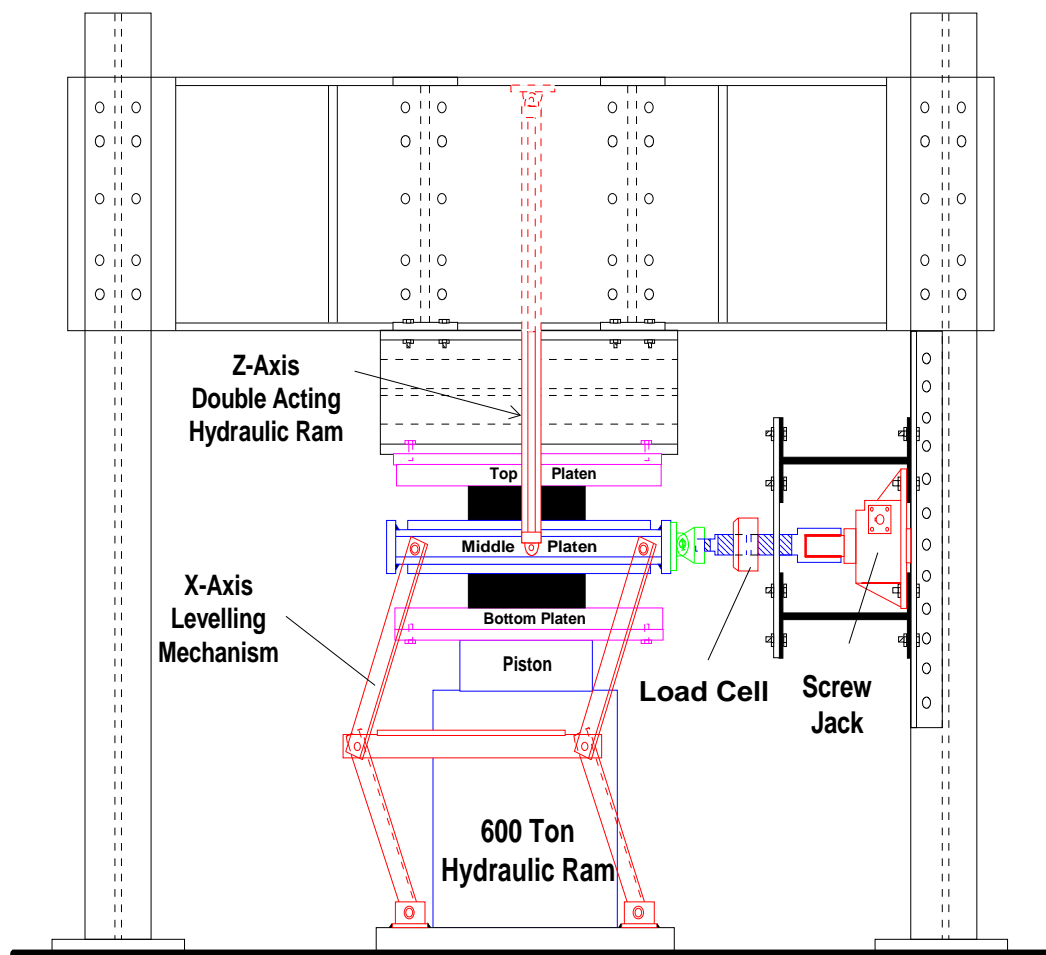 Z-Axis
Double Acting
Hydraulic Ram
Top Platen
Middle Platen
X-Axis
Levelling
Mechanism
Bottom Platen
Piston
Load Cell
Screw
Jack
600 Ton
Hydraulic Ram